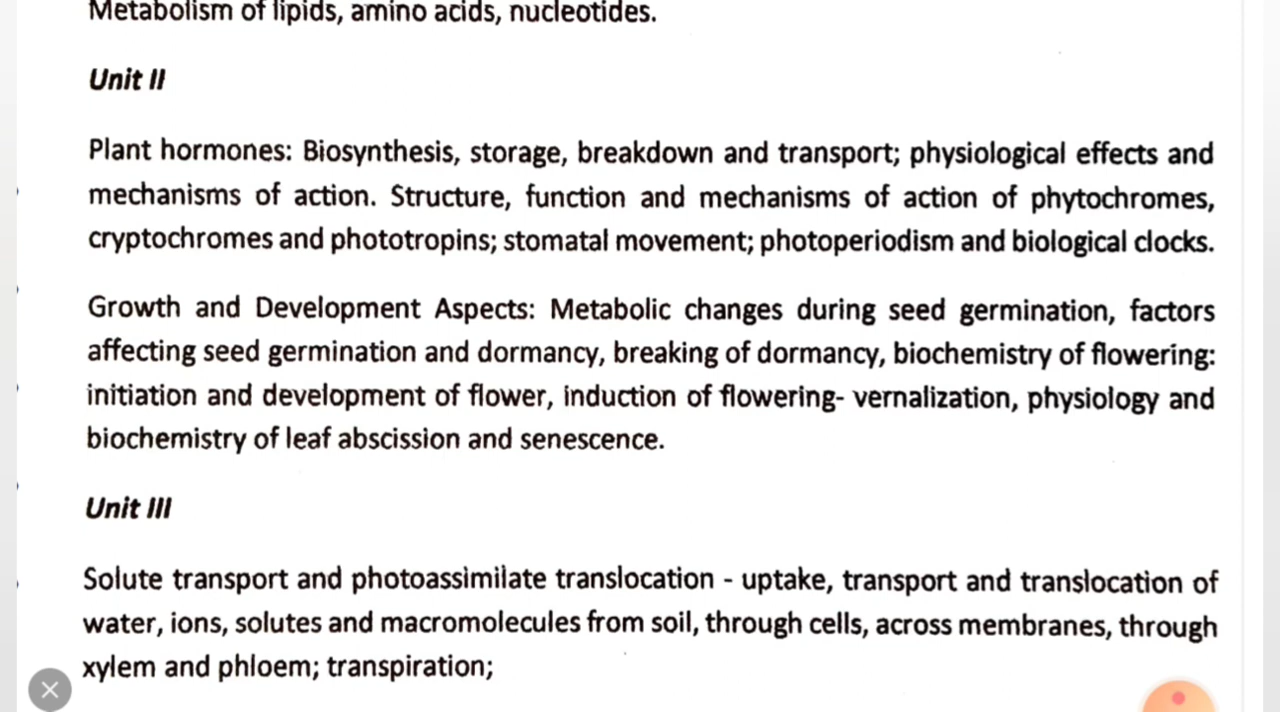 Metabolism of lipids, amino acids, nucleotides.
Unit II
Plant hormones: Biosynthesis, storage, breakdown and transport; physiological effects and
mechanisms of action. Structure, function and mechanisms of action of phytochromes,
cryptochromes and phototropins; stomatal movement; photoperiodism and biological clocks.
Growth and Development Aspects: Metabolic changes during seed germination, factors
affecting seed germination and dormancy, breaking of dormancy, biochemistry of flowering:
initiation and development of flower, induction of flowering- vernalization, physiology and
biochemistry of leaf abscission and senescence.
Unit III
Solute transport and photoassimilate translocation - uptake, transport and translocation of
water, ions, solutes and macromolecules from soil, through cells, across membranes, through
xylem and phloem; transpiration;